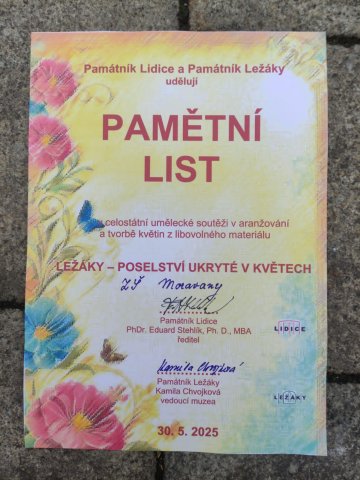 Památník Lidice a Památník Ležáky
udělují
PAMĚTNÍ
LIST
celostátní umělecké soutěži v aranžování
a tvorbě květin z libovolného materiálu
LEŽÁKY – POSELSTVÍ UKRYTÉ V KVĚTECH
ZŠ Moravany
Památník Lidice
PhDr. Eduard Stehlík, Ph. D., MBA
ředitel
LIDICE
Kamila Chvojková
Památník Ležáky
Kamila Chvojková
vedoucí muzea
LEŽÁKY
30. 5. 2025